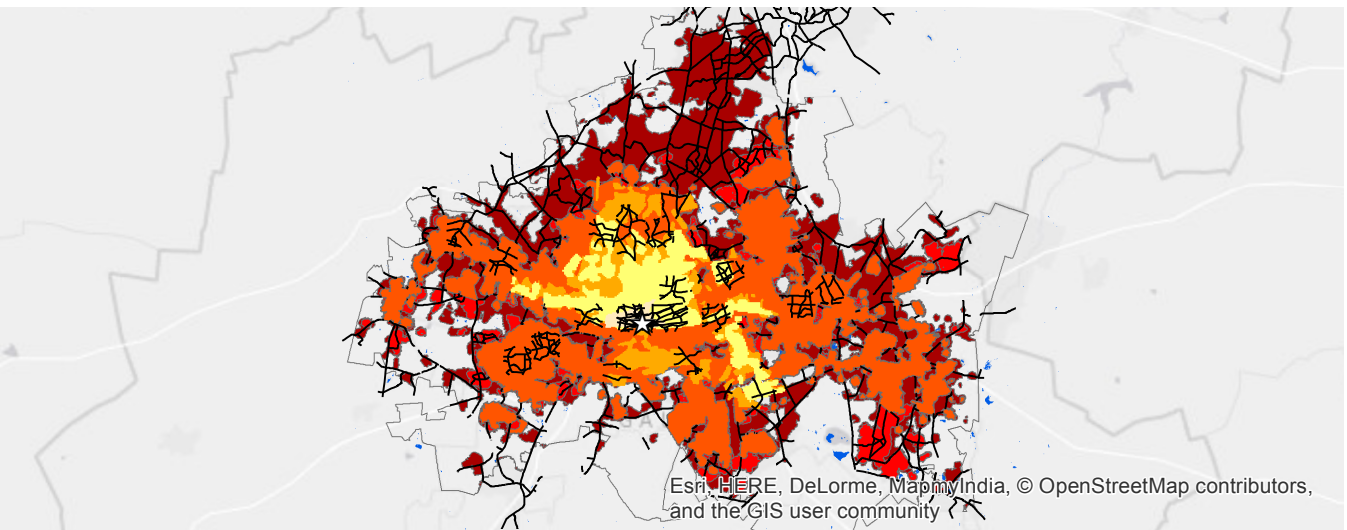 Esri, HERE, DeLorme, MapmyIndia, © OpenStreetMap contributors,
and the GIS user community